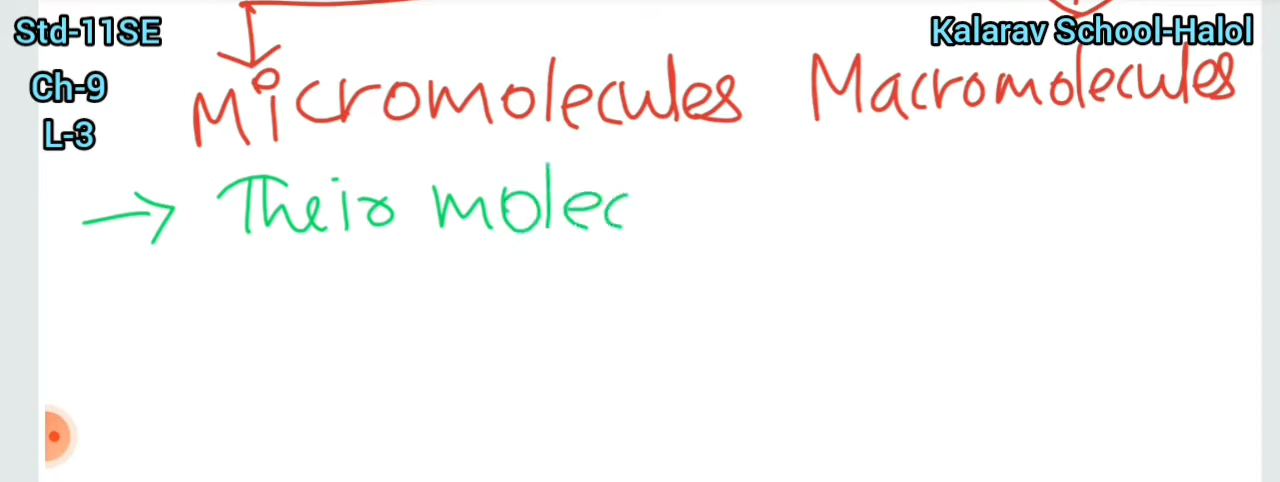 Std-11SE
Kalarav School-Halol
Ch-9
L-3
Micromolecules Macromolecules
→ Their molec